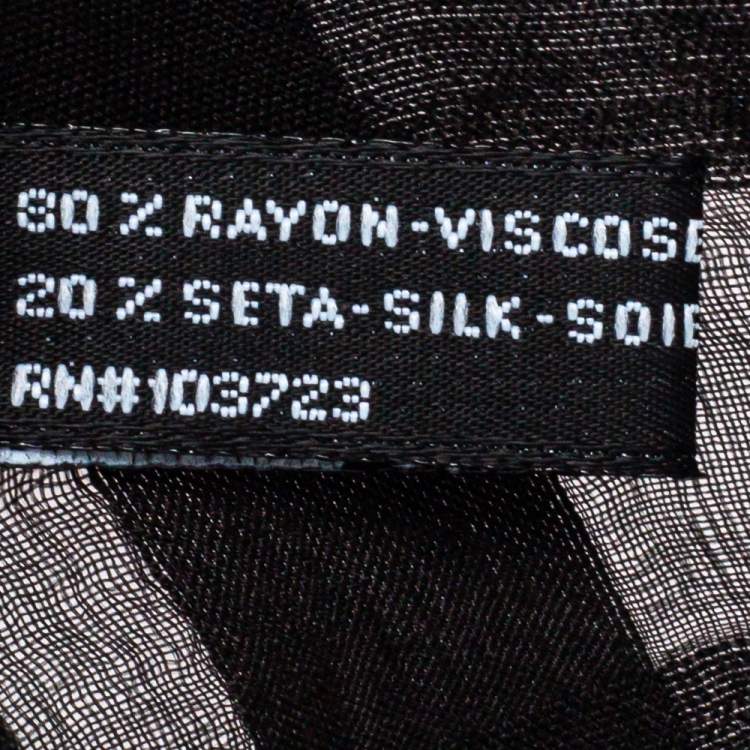 80 % RAYON-VISCOSE
20 % SETA-SILK-SOIE
RN#103723